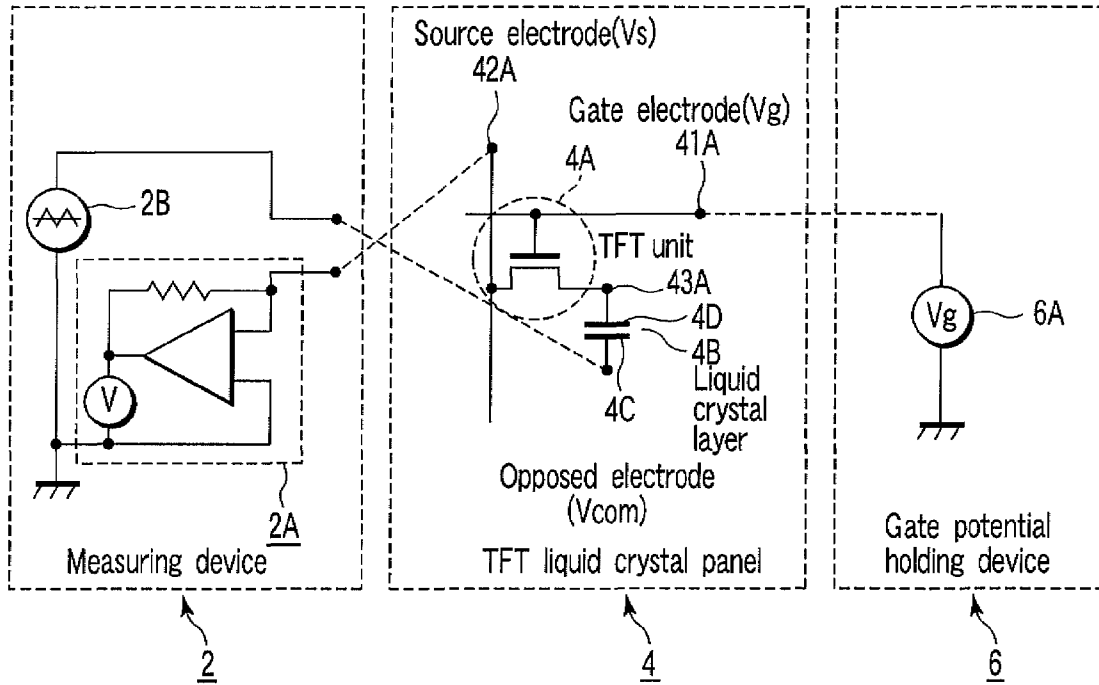 Source electrode(Vs)
42A
Gate electrode(Vg)
41A
4A
2B
TFT unit
43A
4D
4B
4C
Liquid
crystal
layer
Vg
6A
V
2A
Opposed electrode
(Vcom)
Measuring device
TFT liquid crystal panel
Gate potential
holding device
2
4
6